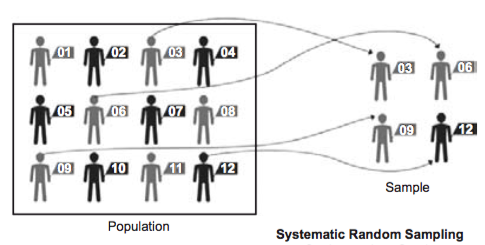 01 02 03 04
05 06 07 08
09 10 11 12
Population
03 06
09 12
Sample
Systematic Random Sampling